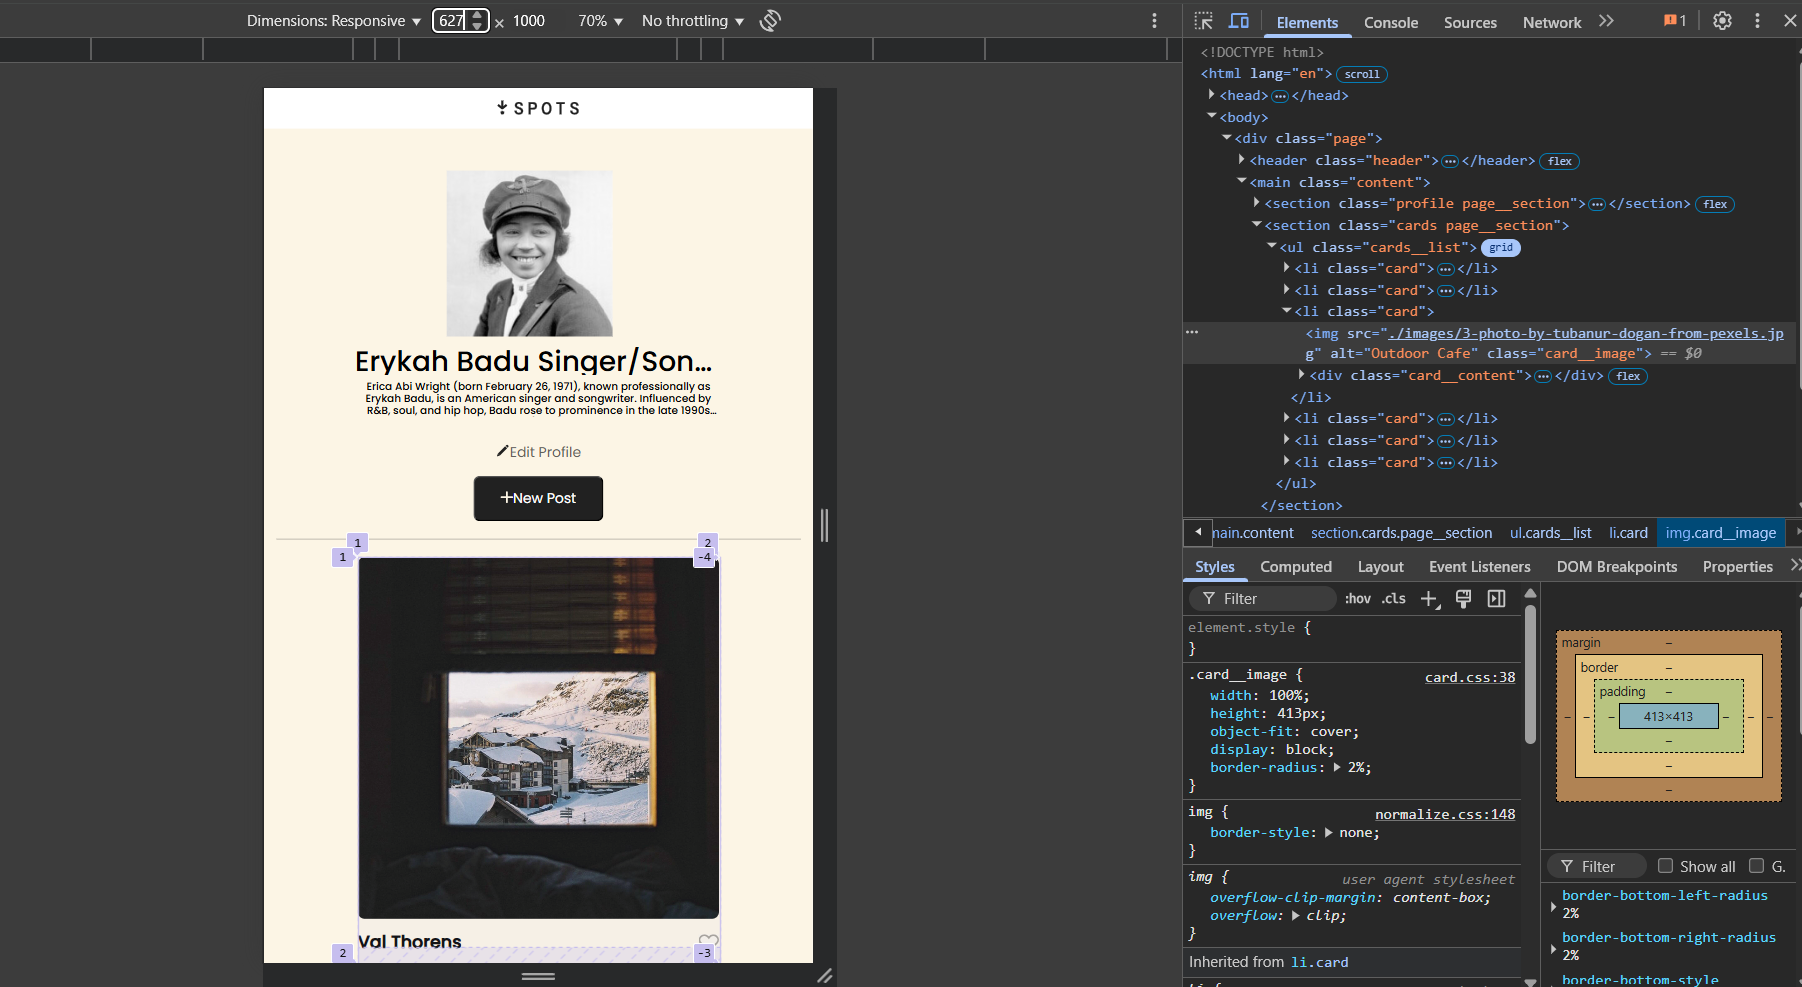 Dimensions: Responsive
627 × 1000
70%
No throttling
SPOTS
Erykah Badu Singer/Son...
Erica Abi Wright (born February 26, 1971), known professionally as
Erykah Badu, is an American singer and songwriter. Influenced by
R&B, soul, and hip hop, Badu rose to prominence in the late 1990s...
Edit Profile
New Post
1
2
1
-4
Val Thorens
2
-3
Elements
Console
Sources
Network
1
<!DOCTYPE html>
<html lang="en"> scroll
<head> ••• </head>
<body>
<div class="page">
<header class="header"> ••• </header> flex
<main class="content">
<section class="profile page__section"> ••• </section> flex
<section class="cards page__section">
<ul class="cards__list"> grid
<li class="card"> ••• </li>
<li class="card"> ••• </li>
<li class="card">
<img src="./images/3-photo-by-tubanur-dogan-from-pexels.jp
g" alt="Outdoor Cafe" class="card__image"> == $0
<div class="card__content"> ••• </div> flex
</li>
<li class="card"> ••• </li>
<li class="card"> ••• </li>
<li class="card"> ••• </li>
</ul>
</section>
main.content section.cards.page__section ul.cards__list li.card img.card__image
Styles
Computed
Layout
Event Listeners
DOM Breakpoints
Properties
Filter
:hov
.cls
element.style {
}
.card__image {
card.css:38
width: 100%;
height: 413px;
object-fit: cover;
display: block;
border-radius: 2%;
}
img {
normalize.css:148
border-style: none;
}
img {
user agent stylesheet
overflow-clip-margin: content-box;
overflow: clip;
}
Inherited from li.card
margin
–
border
–
padding
–
– – – 413×413 – – –
–
–
–
Filter
Show all
G.
border-bottom-left-radius
2%
border-bottom-right-radius
2%
border-bottom-style